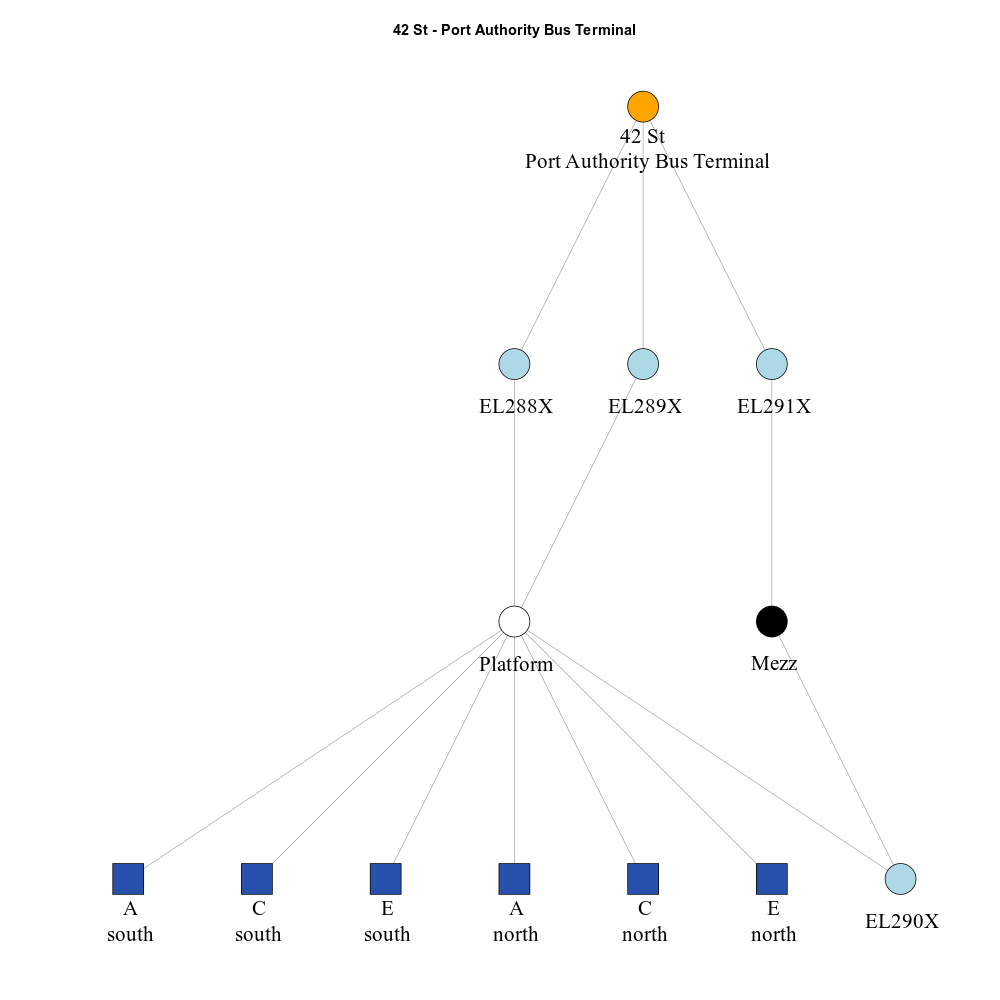 42 St - Port Authority Bus Terminal
42 St
Port Authority Bus Terminal
EL288X
EL289X
EL291X
Platform
Mezz
A
south
C
south
E
south
A
north
C
north
E
north
EL290X